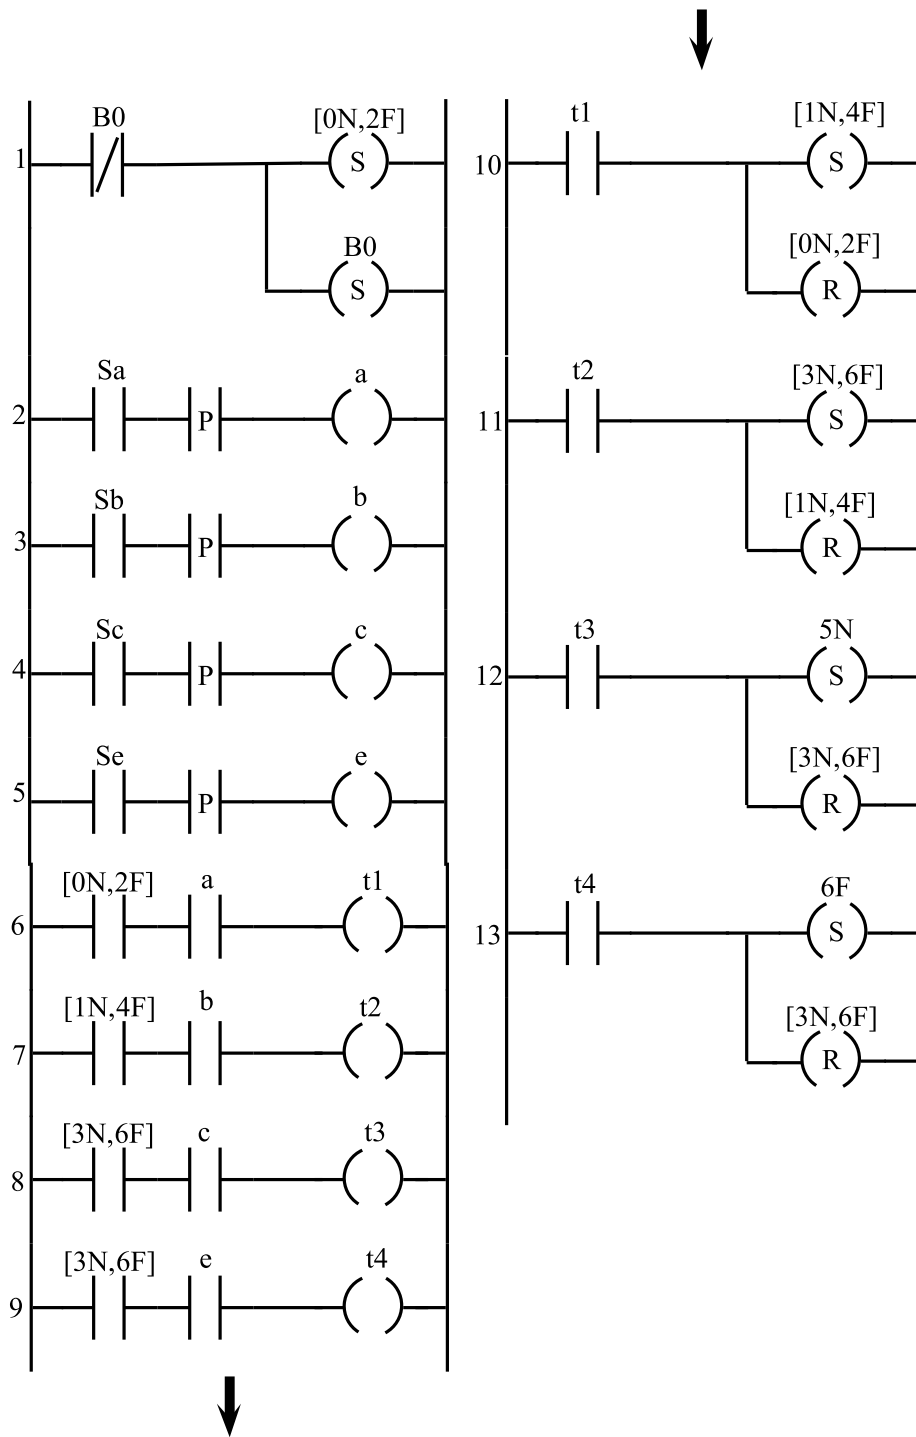 B0
[0N,2F]
1
S
B0
S
Sa
a
2
P
Sb
b
3
P
Sc
c
4
P
Se
e
5
P
[0N,2F]
a
t1
6
[1N,4F]
b
t2
7
[3N,6F]
c
t3
8
[3N,6F]
e
t4
9
t1
[1N,4F]
10
S
[0N,2F]
R
t2
[3N,6F]
11
S
[1N,4F]
R
t3
5N
12
S
[3N,6F]
R
t4
6F
13
S
[3N,6F]
R